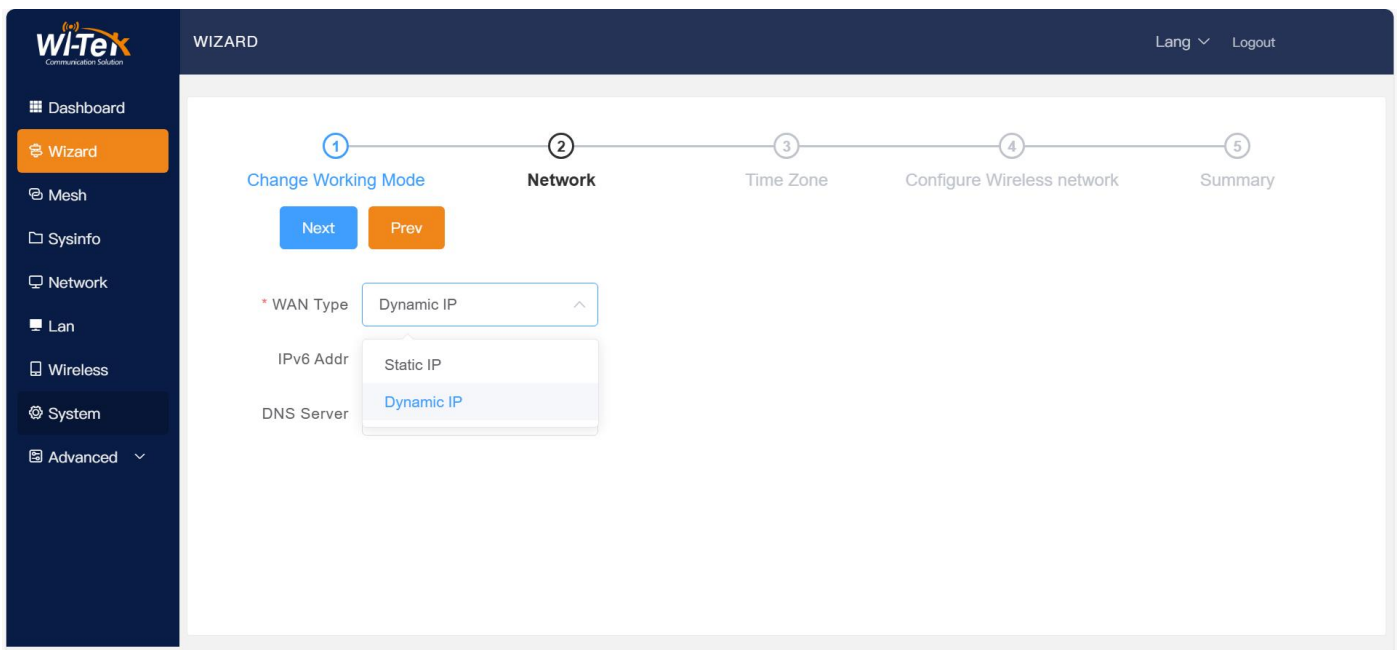 Wi-Tek
Communication Solution
WIZARD
Lang
Logout
Dashboard
Wizard
Mesh
Sysinfo
Network
Lan
Wireless
System
Advanced
1
2
3
4
5
Change Working Mode
Network
Time Zone
Configure Wireless network
Summary
Next
Prev
* WAN Type
Dynamic IP
IPv6 Addr
Static IP
Dynamic IP
DNS Server